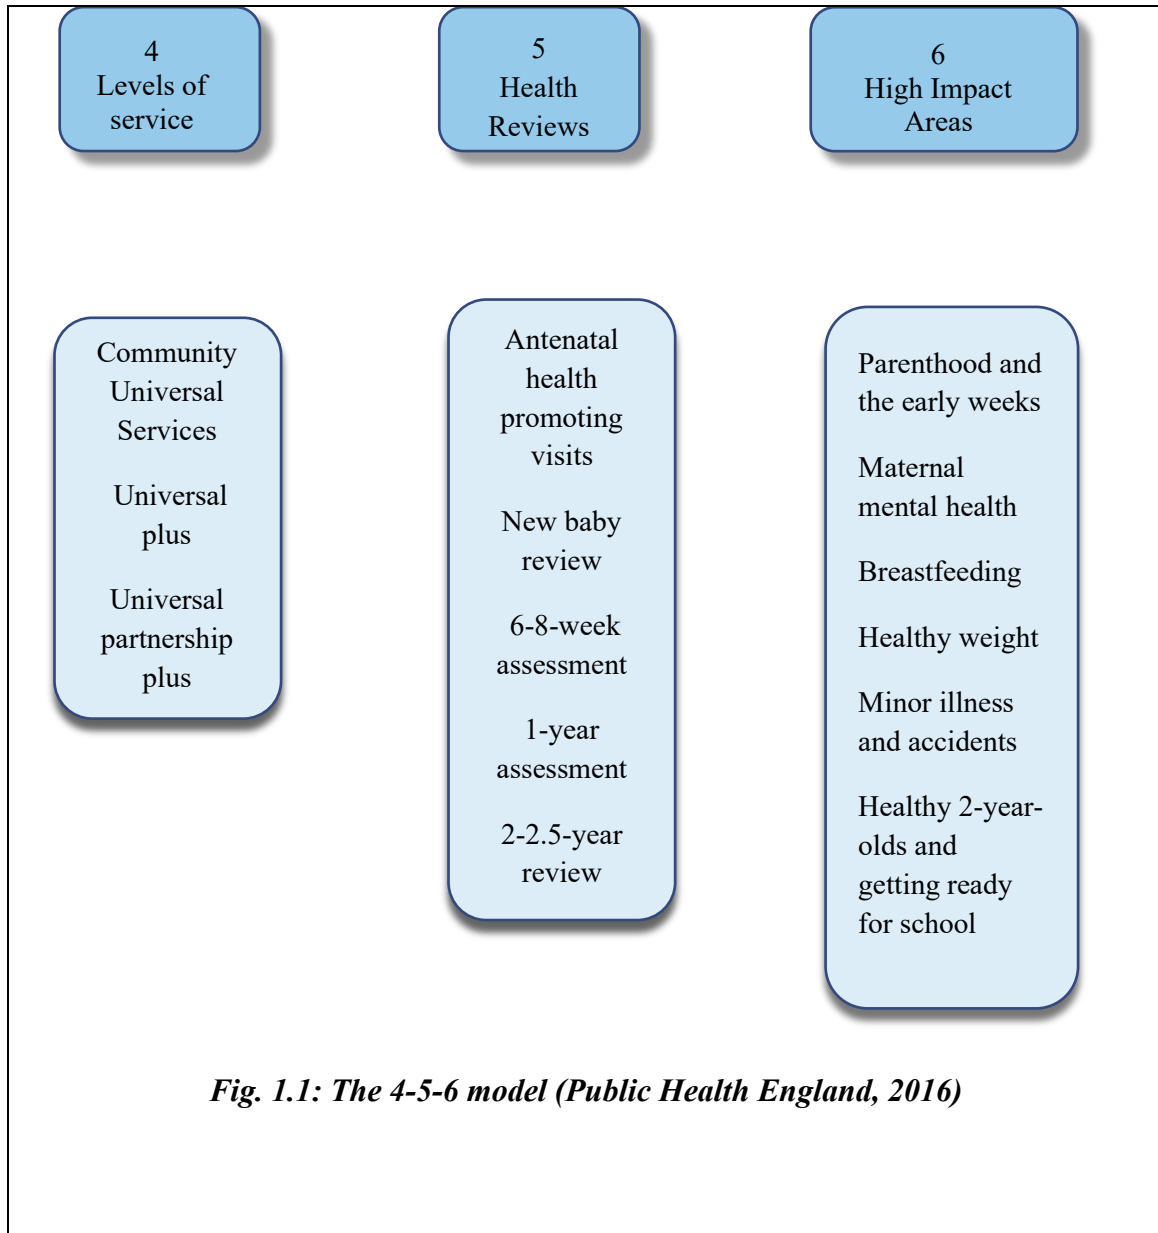 4
Levels of
service
5
Health
Reviews
6
High Impact
Areas
Community
Universal
Services
Universal
plus
Universal
partnership
plus
Antenatal
health
promoting
visits
New baby
review
6-8-week
assessment
1-year
assessment
2-2.5-year
review
Parenthood and
the early weeks
Maternal
mental health
Breastfeeding
Healthy weight
Minor illness
and accidents
Healthy 2-year-
olds and
getting ready
for school
Fig. 1.1: The 4-5-6 model (Public Health England, 2016)